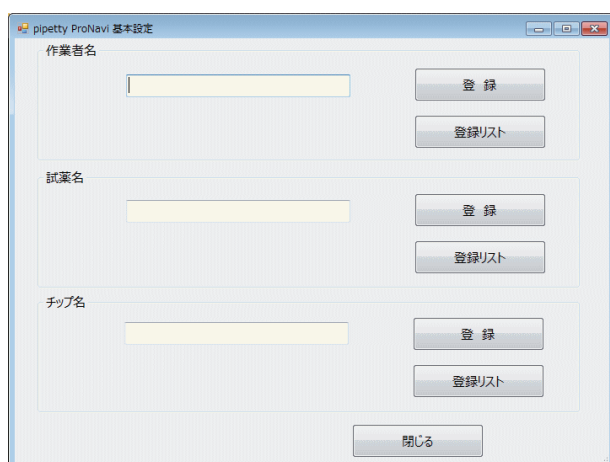 pipetty ProNavi 基本設定
作業者名
登 録
登録リスト
試薬名
登 録
登録リスト
チップ名
登 録
登録リスト
閉じる